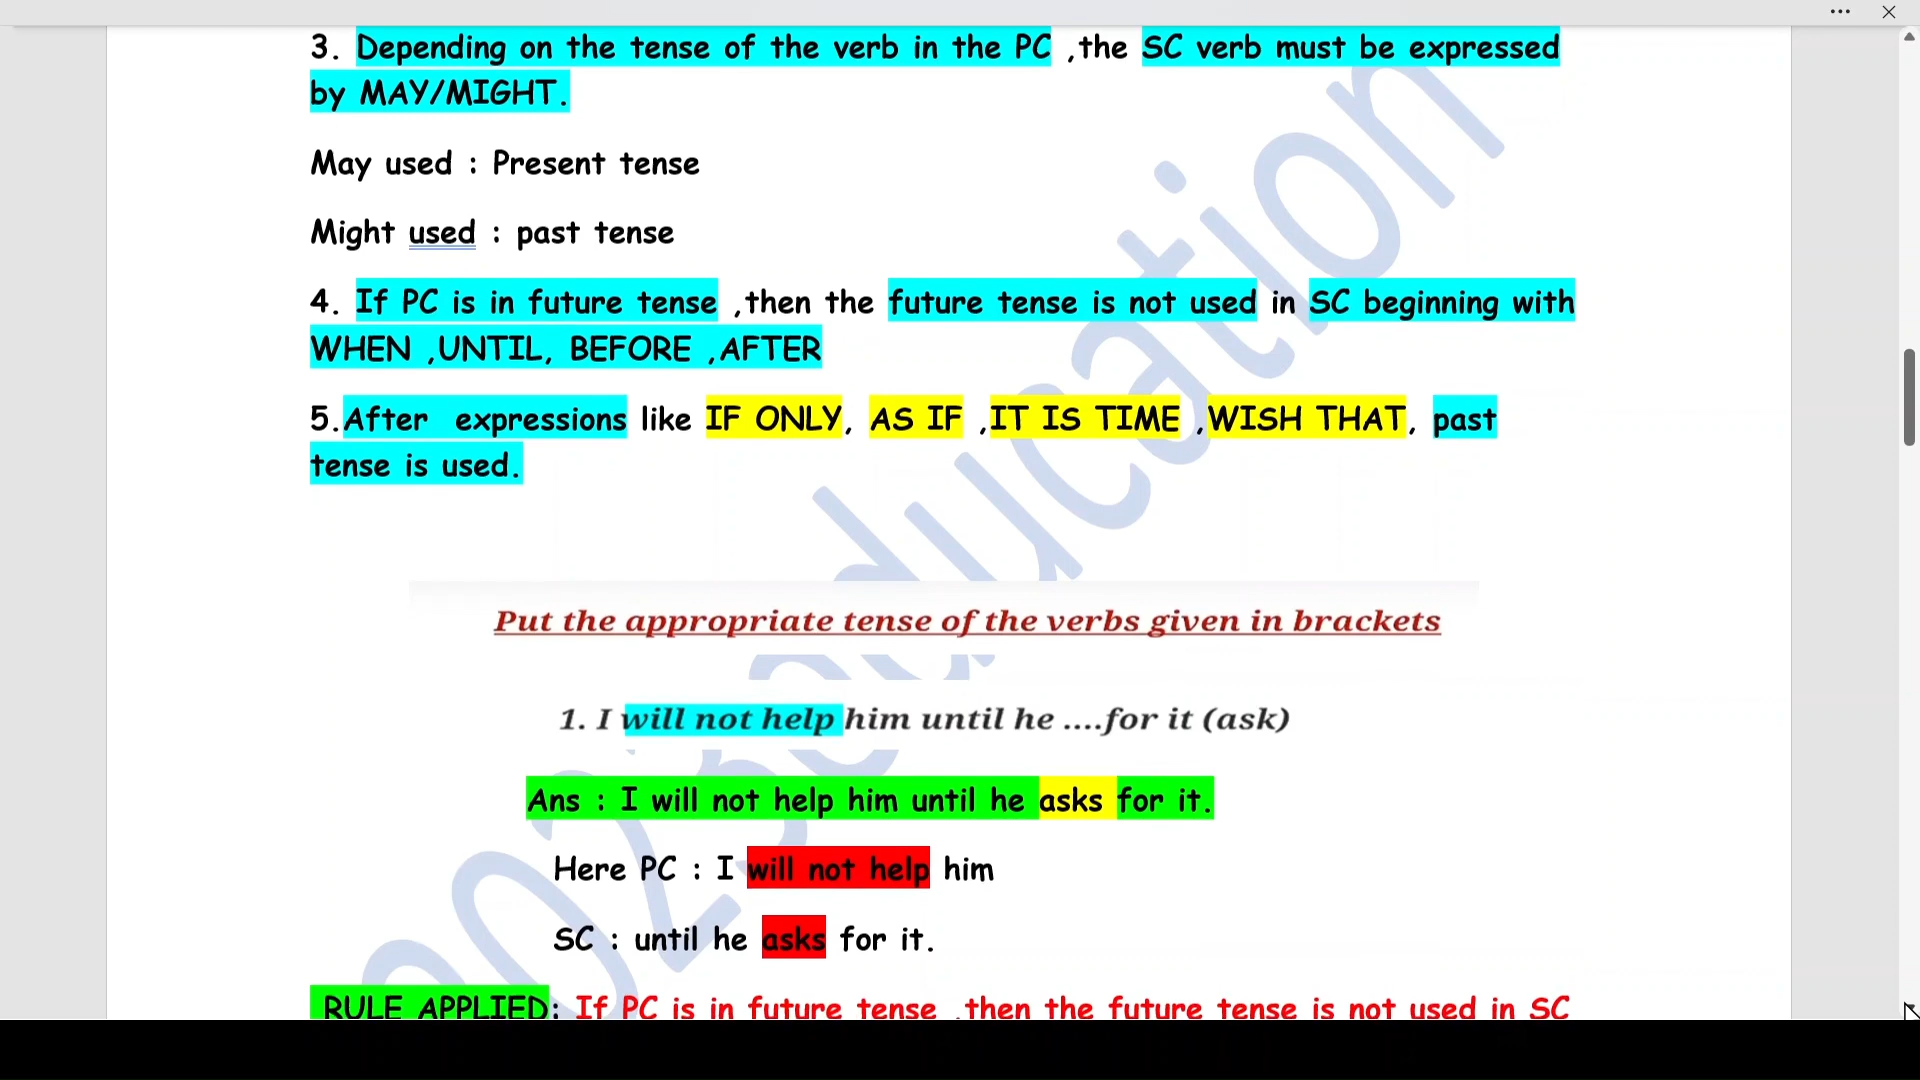 3. Depending on the tense of the verb in the PC ,the SC verb must be expressed
by MAY/MIGHT.
May used : Present tense
Might used : past tense
4. If PC is in future tense ,then the future tense is not used in SC beginning with
WHEN ,UNTIL, BEFORE ,AFTER
5.After expressions like IF ONLY, AS IF ,IT IS TIME ,WISH THAT, past
tense is used.
Put the appropriate tense of the verbs given in brackets
1. I will not help him until he ....for it (ask)
Ans : I will not help him until he asks for it.
Here PC : I will not help him
SC : until he asks for it.
RULE APPLIED: If PC is in future tense ,then the future tense is not used in SC